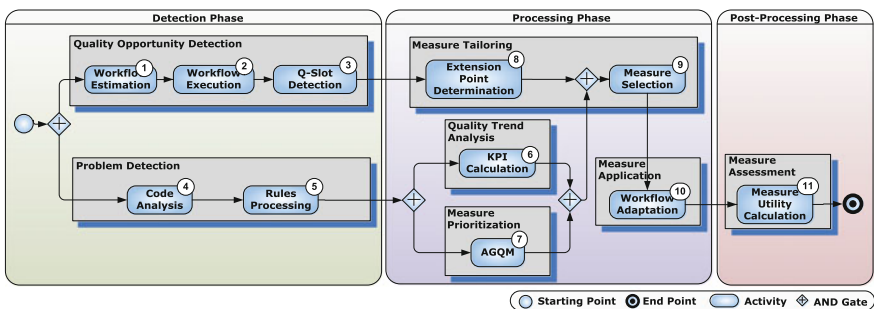 Detection Phase
Processing Phase
Post-Processing Phase
Quality Opportunity Detection
Workflow
Estimation
1
Workflow
Execution
2
Q-Slot
Detection
3
Measure Tailoring
Extension
Point
Determination
8
Measure
Selection
9
Quality Trend
Analysis
KPI
Calculation
6
Problem Detection
Code
Analysis
4
Rules
Processing
5
Measure
Prioritization
AGQM
7
Measure
Application
Workflow
Adaptation
10
Measure
Assessment
Measure
Utility
Calculation
11
Starting Point
End Point
Activity
AND Gate